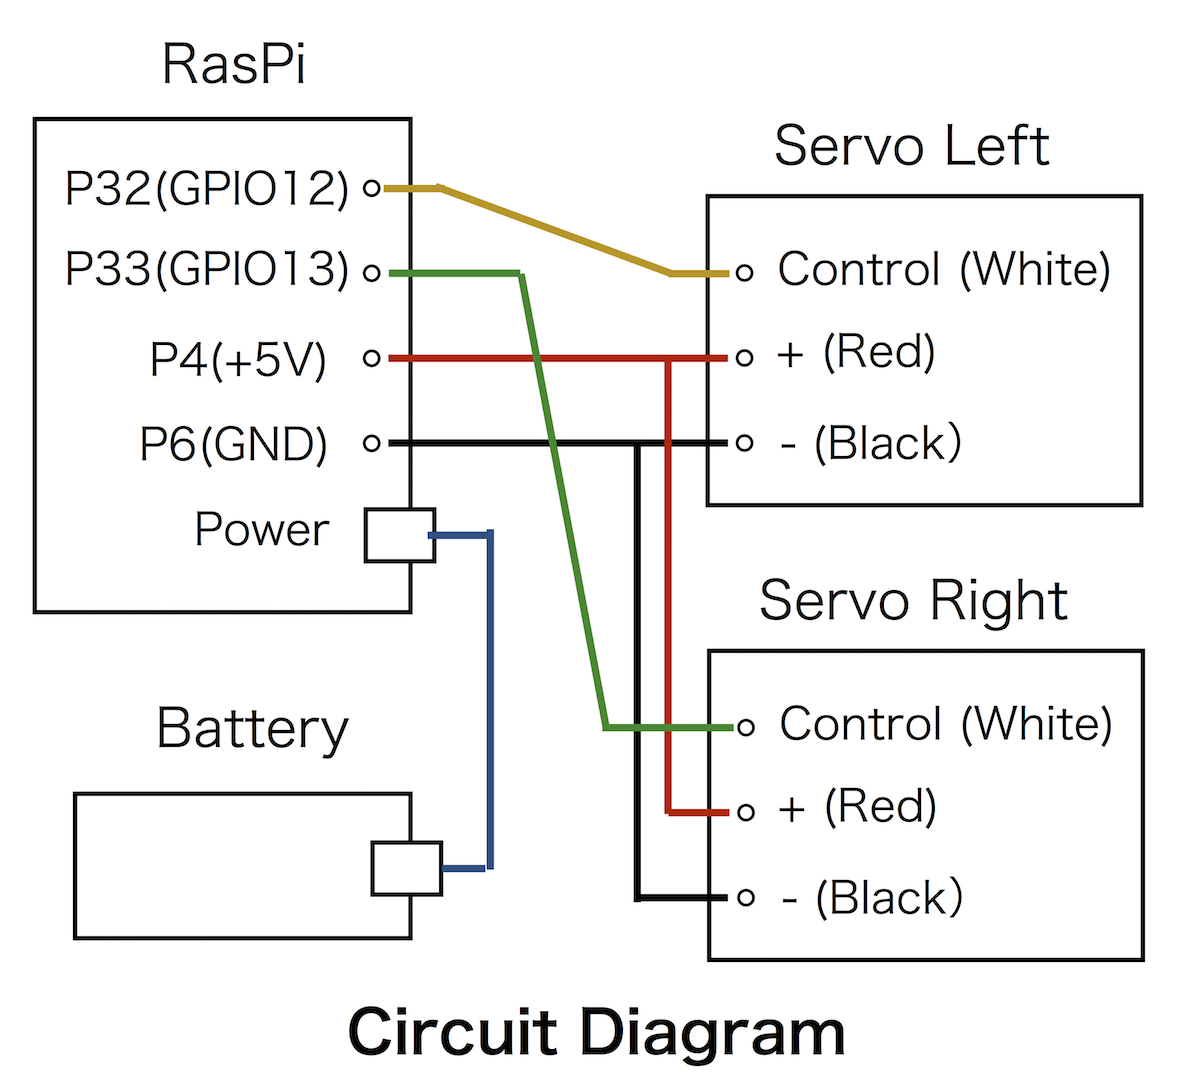 RasPi
P32(GPIO12)
P33(GPIO13)
P4(+5V)
P6(GND)
Power
Battery
Servo Left
Control (White)
+ (Red)
- (Black）
Servo Right
Control (White)
+ (Red)
- (Black）
Circuit Diagram